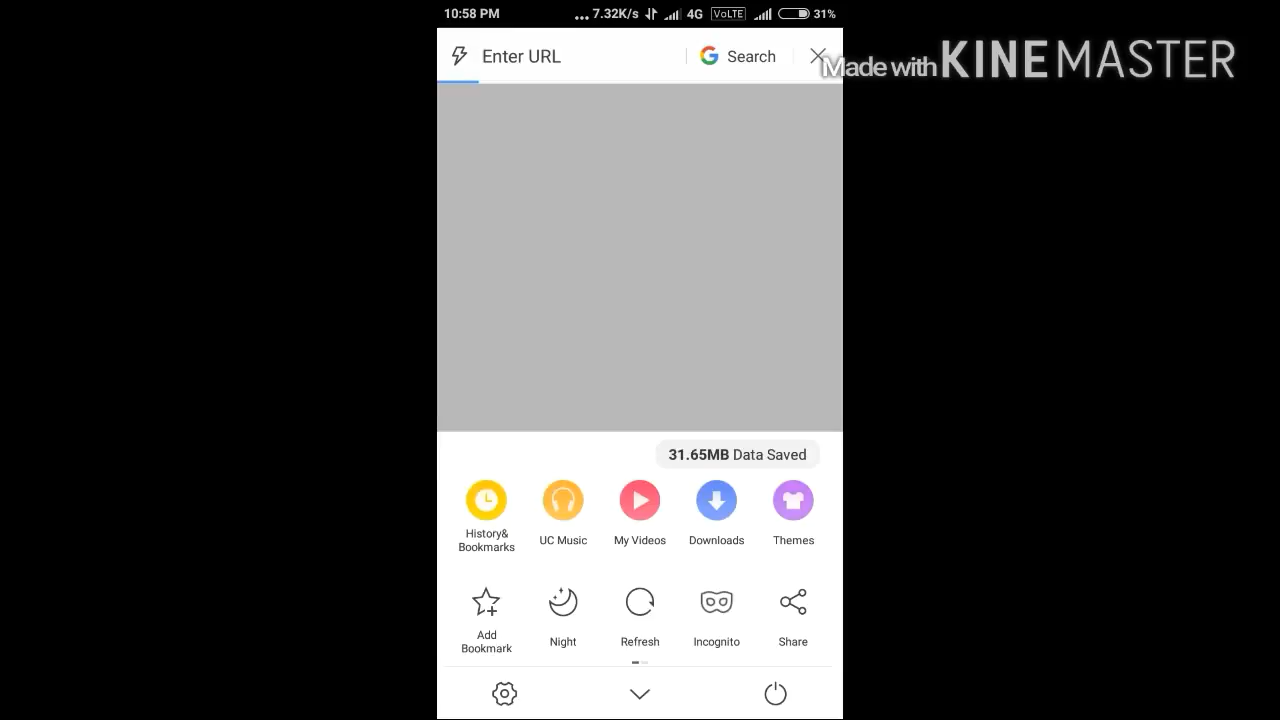 10:58 PM ... 7.32K/s 4G VoLTE 31%
Enter URL Search
Made with KINEMASTER
31.65MB Data Saved
History& Bookmarks
UC Music
My Videos
Downloads
Themes
Add Bookmark
Night
Refresh
Incognito
Share